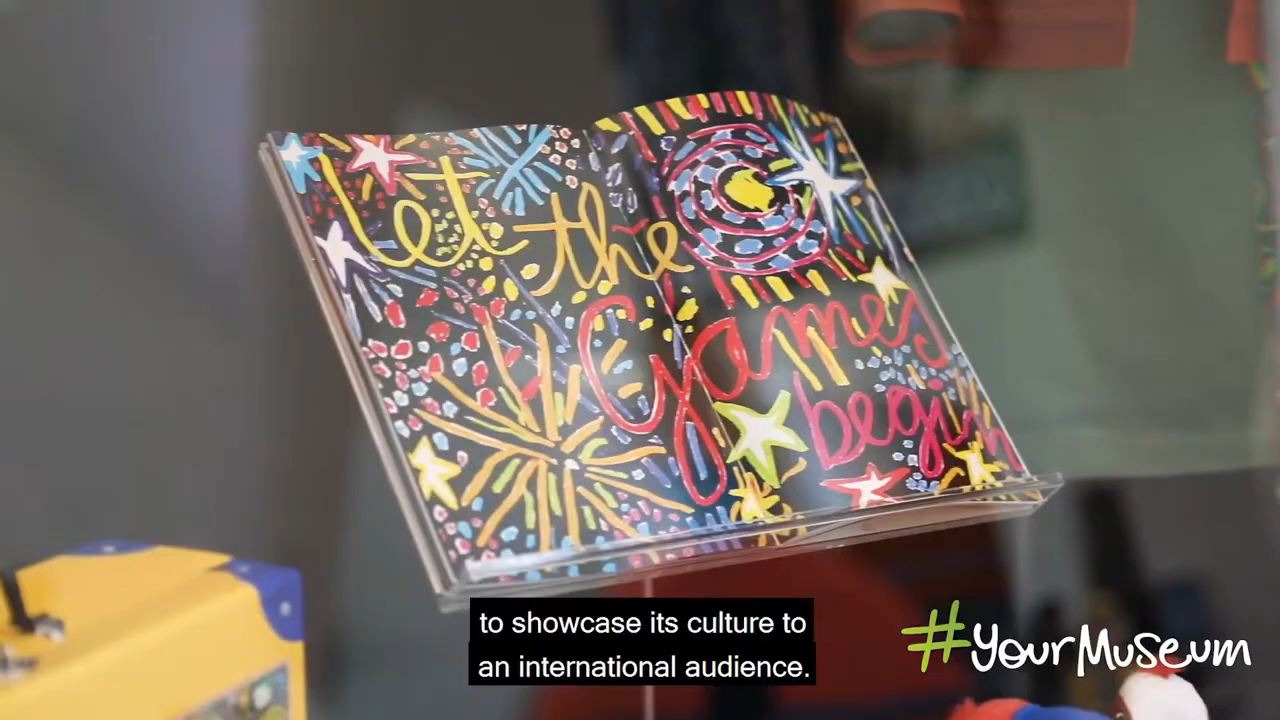 let the
Games
begin
to showcase its culture to
an international audience.
#yourMuseum